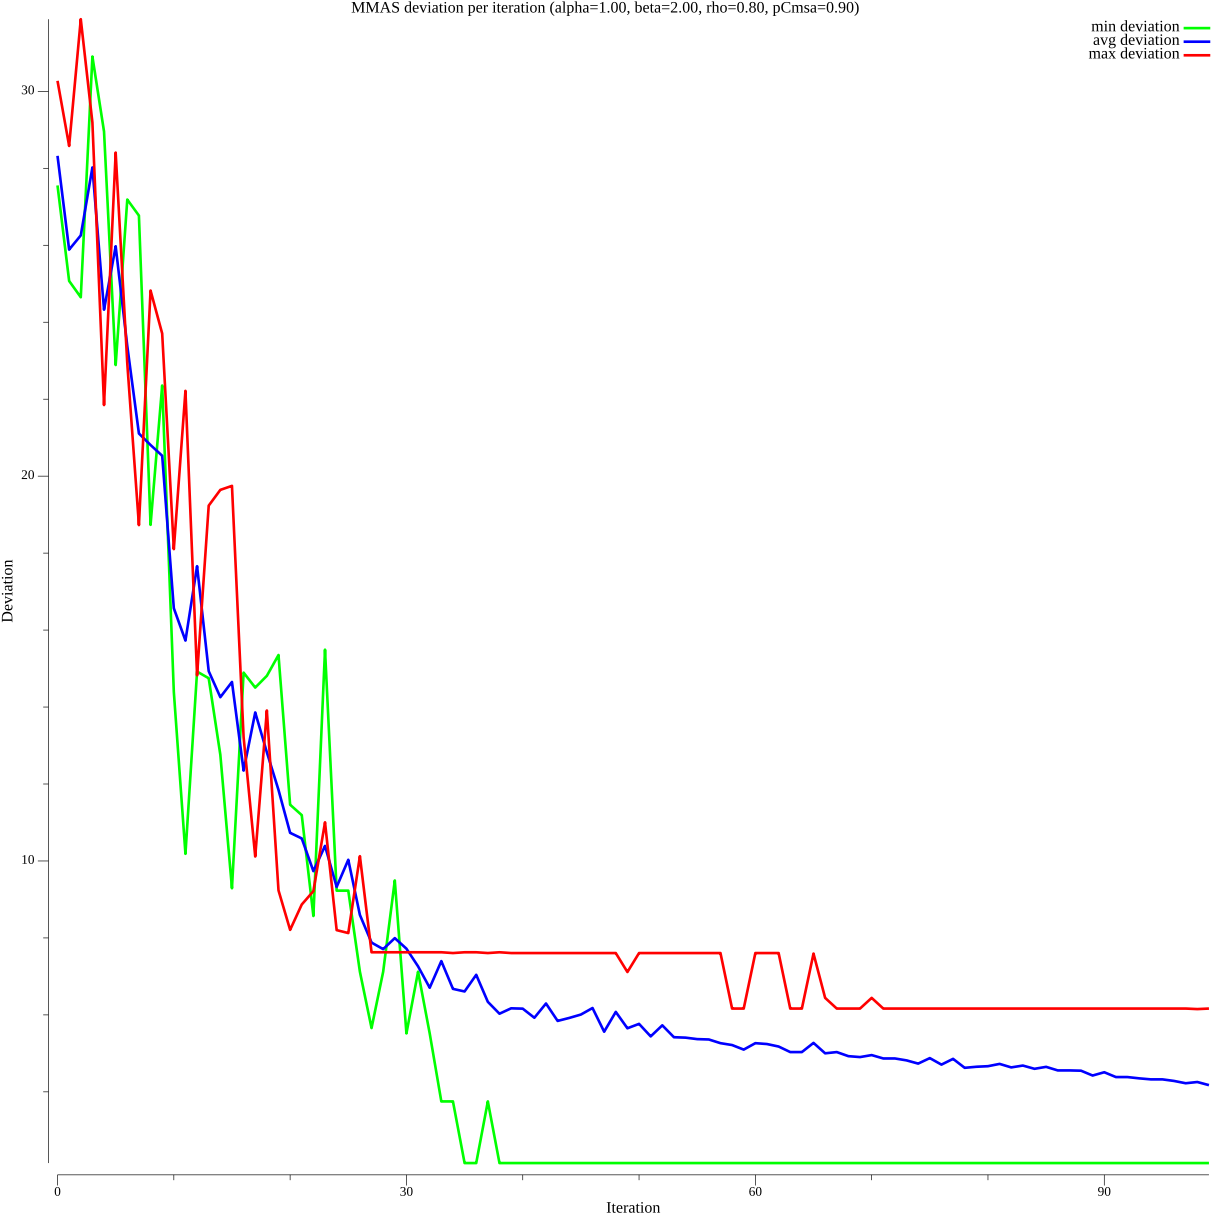 MMAS deviation per iteration (alpha=1.00, beta=2.00, rho=0.80, pCmsa=0.90)
min deviation
avg deviation
max deviation
30
20
10
Deviation
0
30
60
90
Iteration